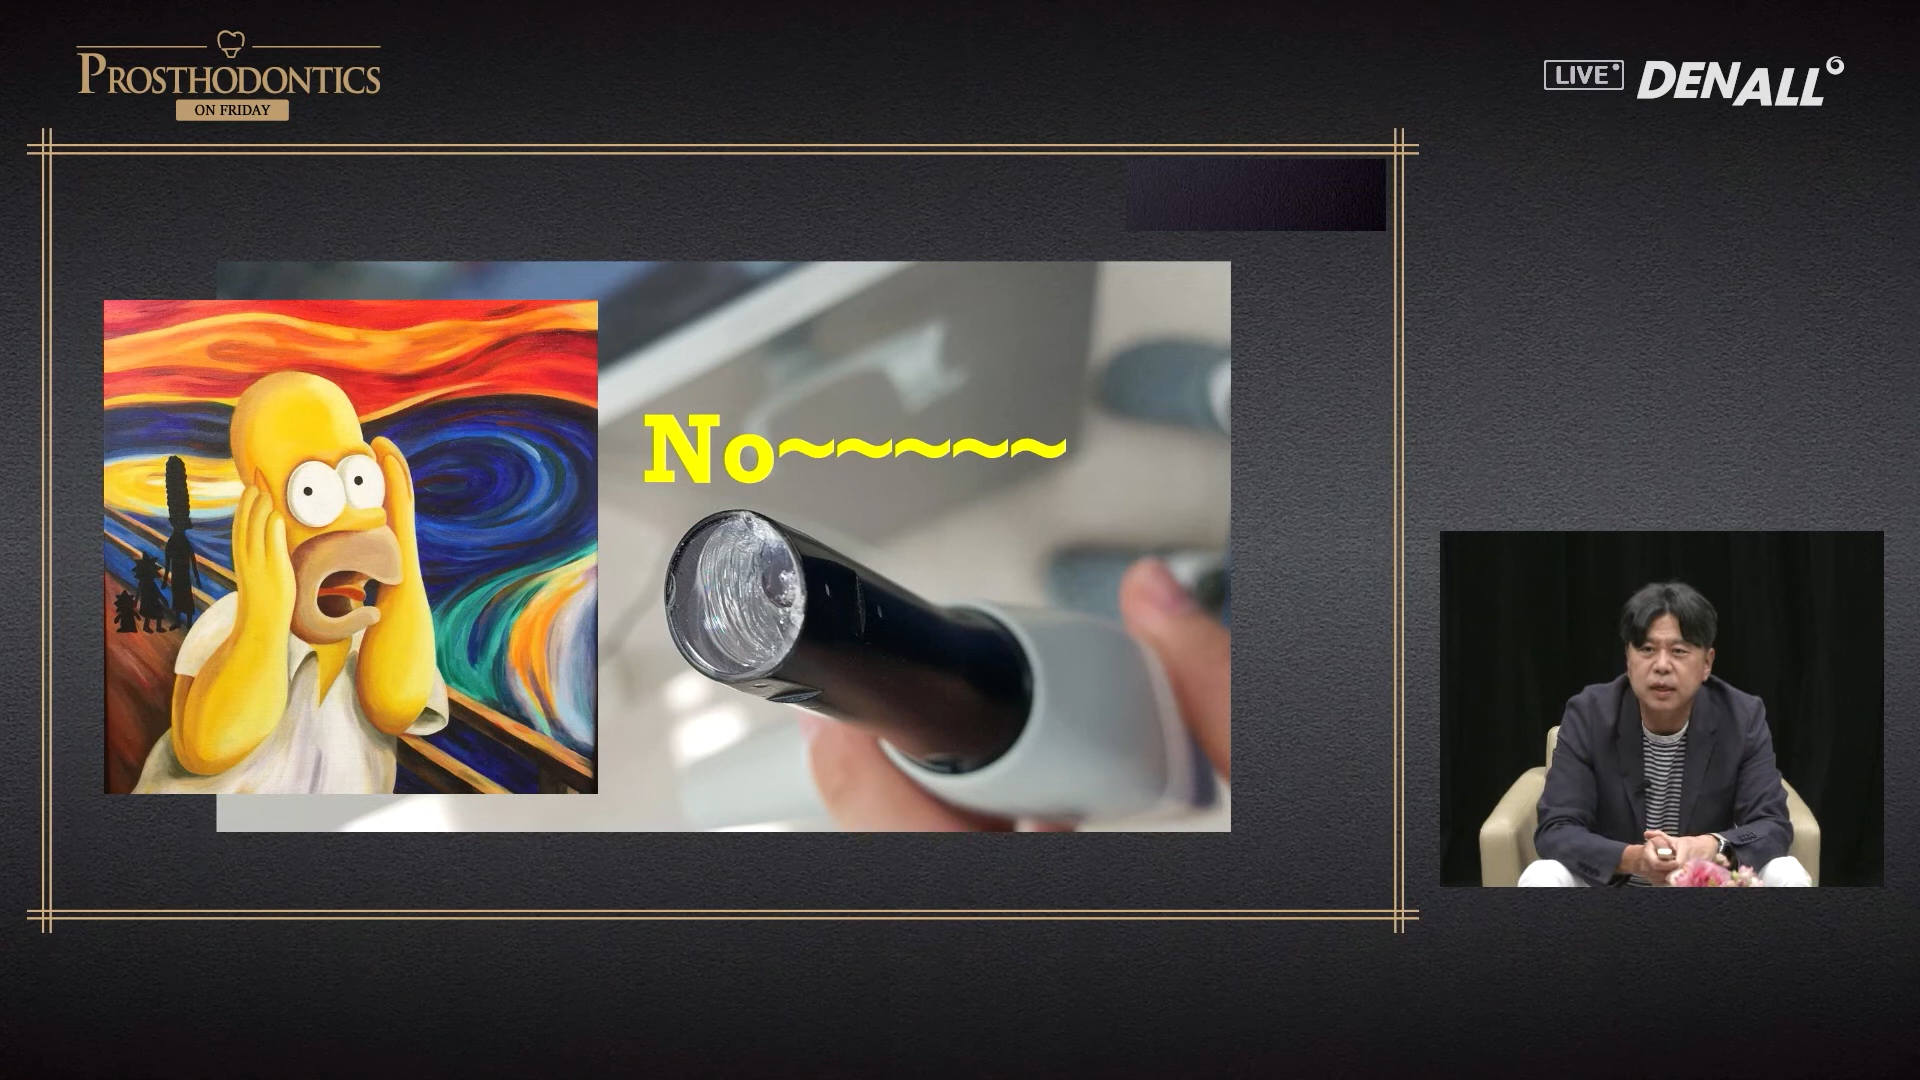 PROSTHODONTICS
ON FRIDAY
LIVE
DENALL
No~~~~~